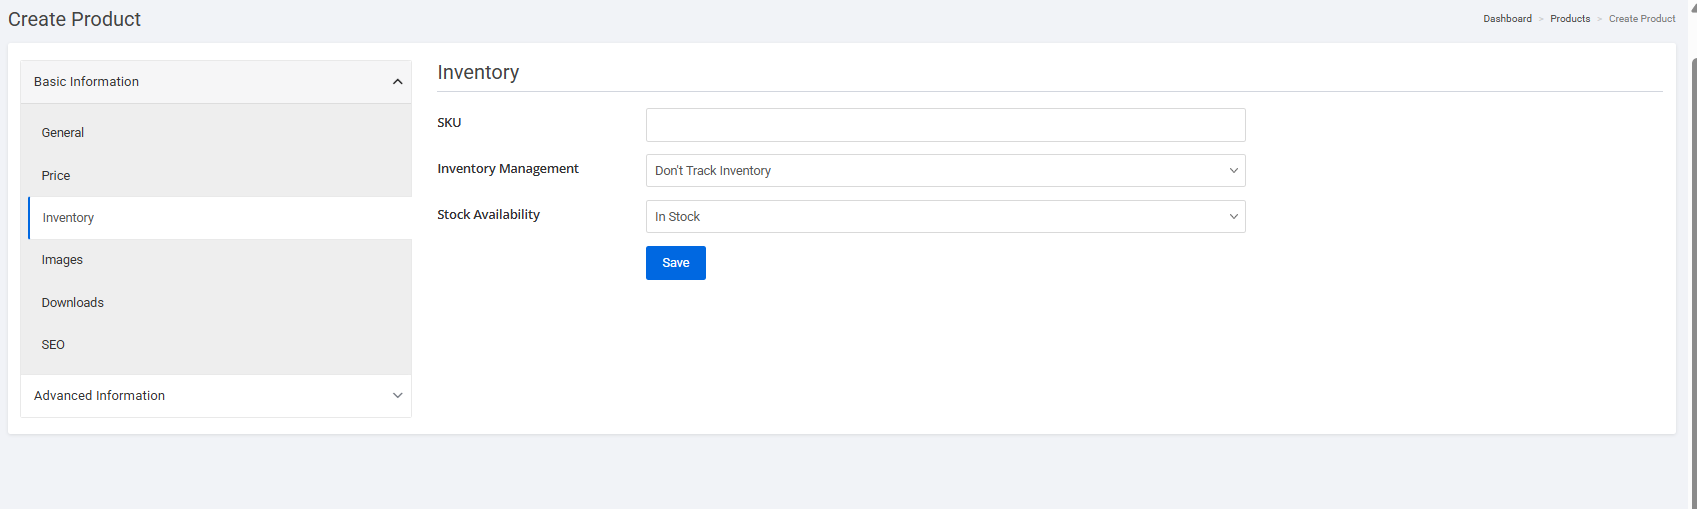 Create Product
Dashboard > Products > Create Product
Basic Information
General
Price
Inventory
Images
Downloads
SEO
Advanced Information
Inventory
SKU
Inventory Management
Don't Track Inventory
Stock Availability
In Stock
Save